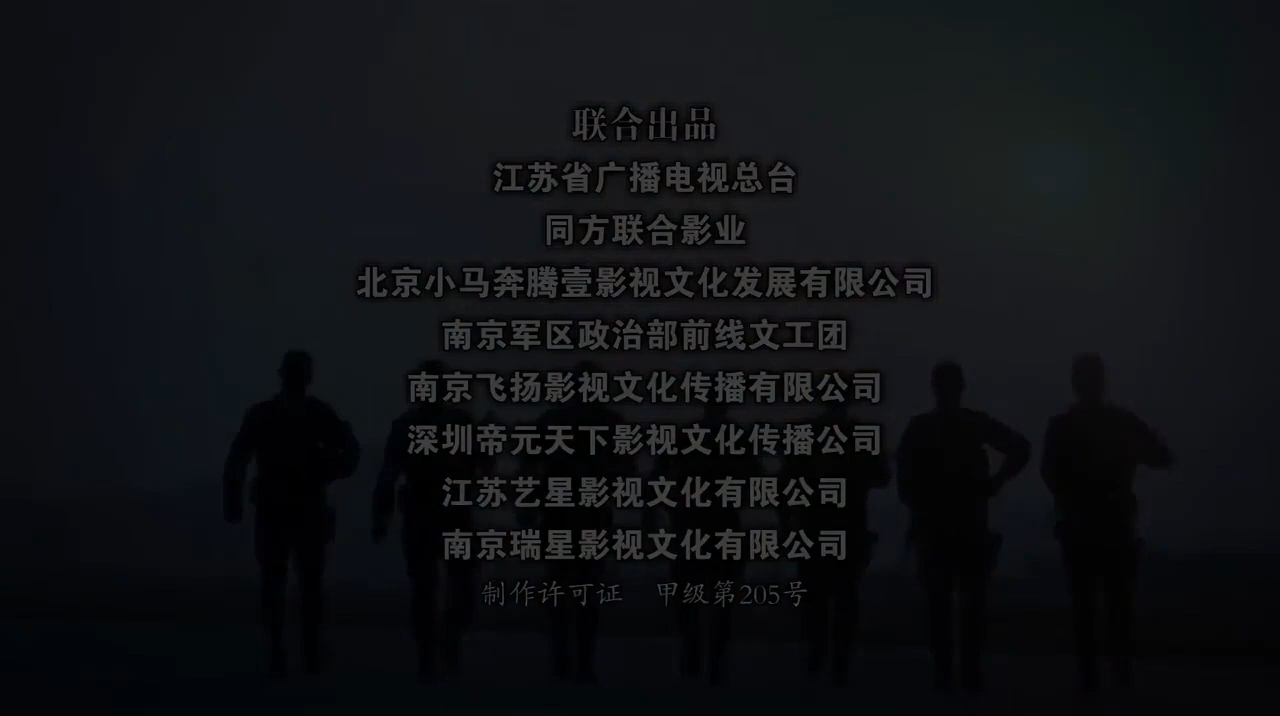 联合出品
江苏省广播电视总台
同方联合影业
北京小马奔腾壹影视文化发展有限公司
南京军区政治部前线文工团
南京飞扬影视文化传播有限公司
深圳帝元天下影视文化传播公司
江苏艺星影视文化有限公司
南京瑞星影视文化有限公司
制作许可证 甲级第205号